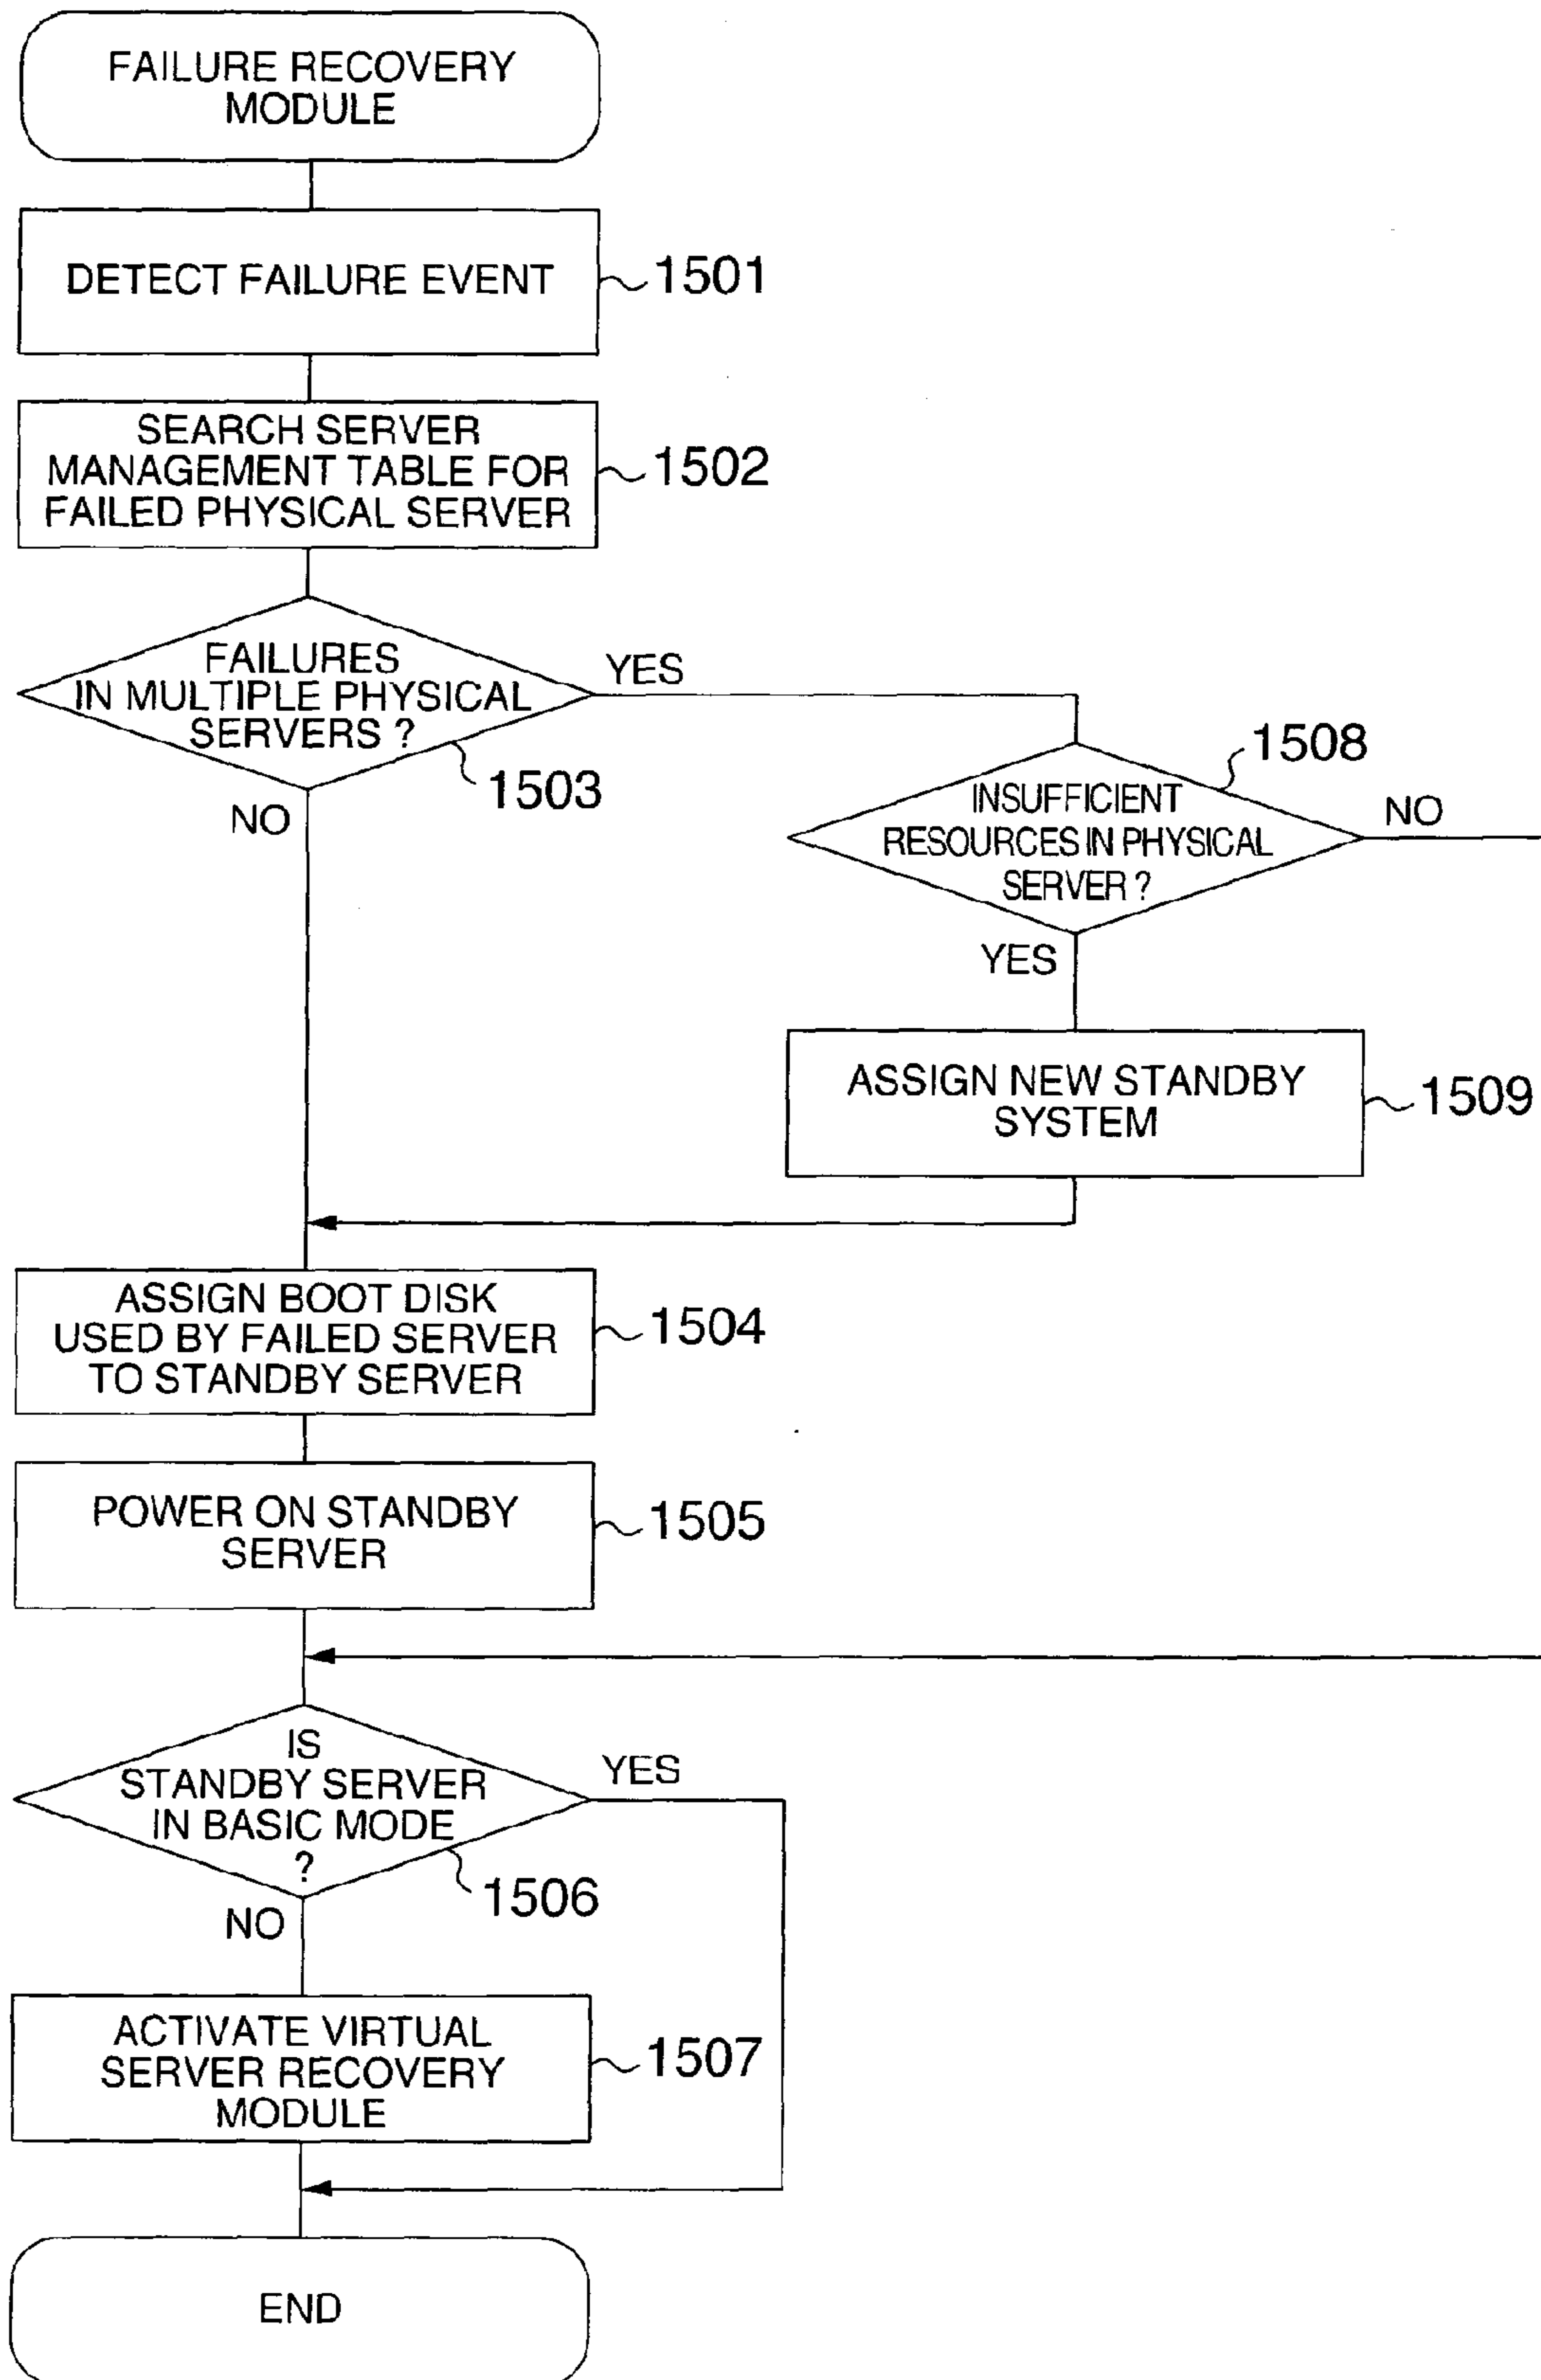 FAILURE RECOVERY
MODULE
DETECT FAILURE EVENT
1501
SEARCH SERVER
MANAGEMENT TABLE FOR
FAILED PHYSICAL SERVER
1502
FAILURES
IN MULTIPLE PHYSICAL
SERVERS ?
YES
1503
NO
1508
INSUFFICIENT
RESOURCES IN PHYSICAL
SERVER ?
NO
YES
ASSIGN NEW STANDBY
SYSTEM
1509
ASSIGN BOOT DISK
USED BY FAILED SERVER
TO STANDBY SERVER
1504
POWER ON STANDBY
SERVER
1505
IS
STANDBY SERVER
IN BASIC MODE
?
YES
1506
NO
ACTIVATE VIRTUAL
SERVER RECOVERY
MODULE
1507
END